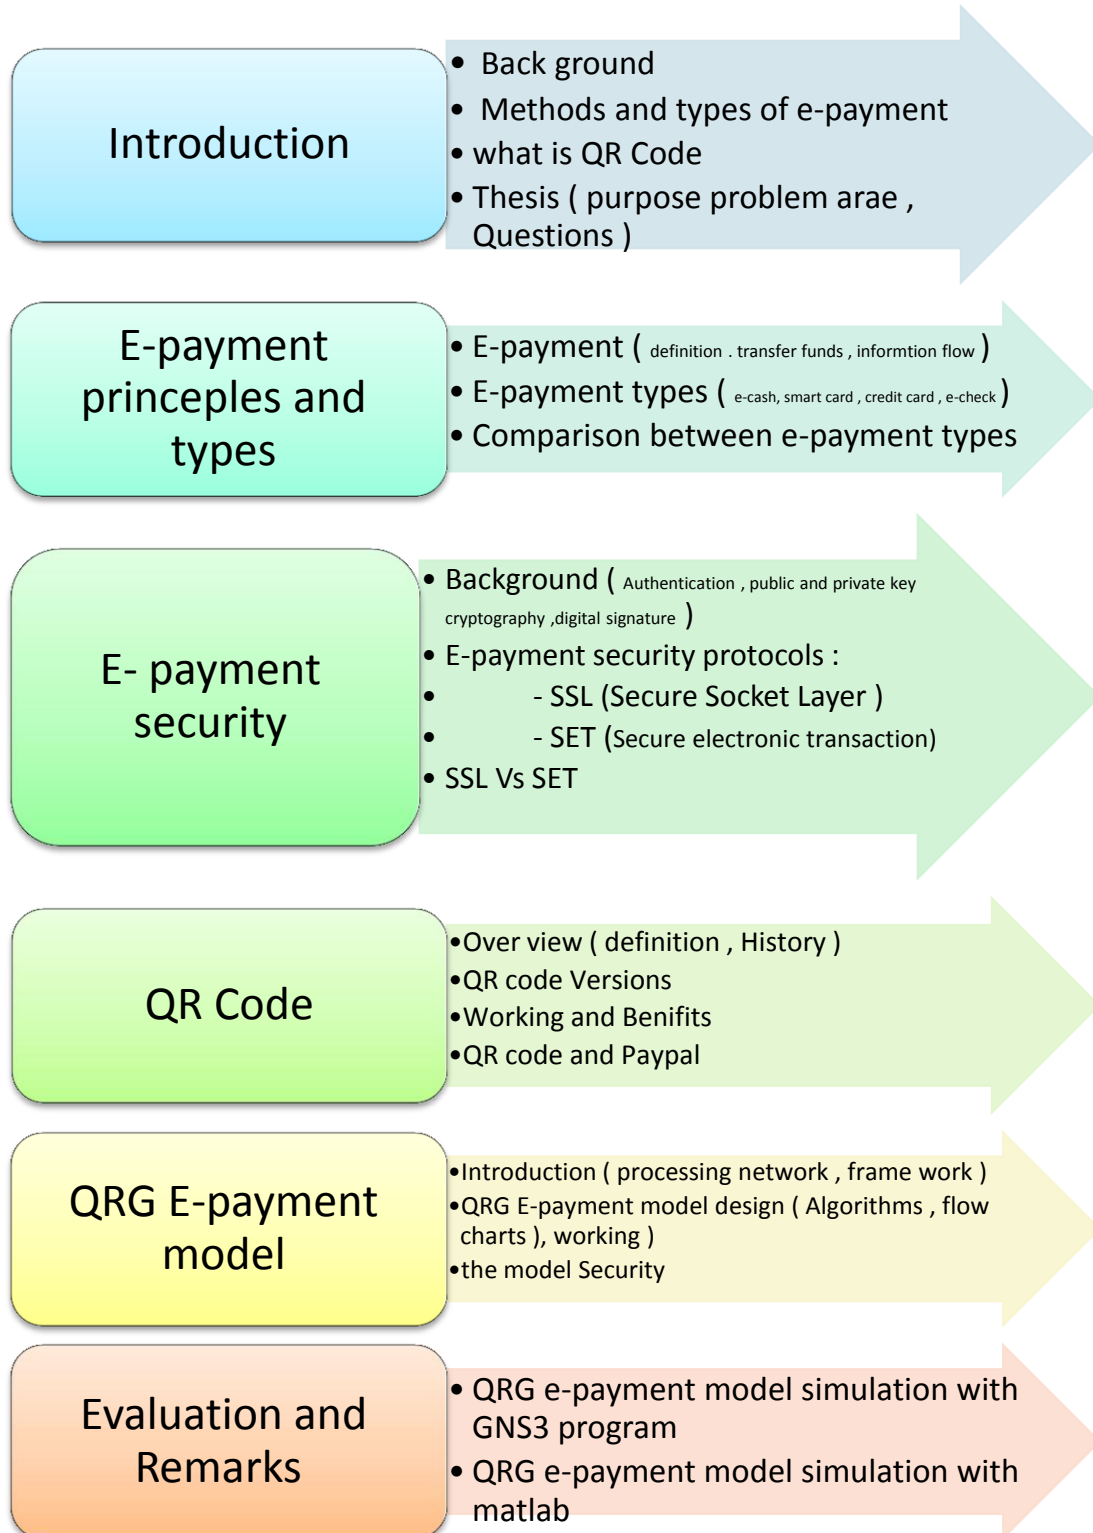 Introduction
• Back ground
• Methods and types of e-payment
• what is QR Code
• Thesis ( purpose problem arae ,
Questions )
E-payment
princeples and
types
• E-payment ( definition . transfer funds , informtion flow )
• E-payment types ( e-cash, smart card , credit card , e-check )
• Comparison between e-payment types
E- payment
security
• Background ( Authentication , public and private key
cryptography ,digital signature )
• E-payment security protocols :
• - SSL (Secure Socket Layer )
• - SET (Secure electronic transaction)
• SSL Vs SET
QR Code
•Over view ( definition , History )
•QR code Versions
•Working and Benifits
•QR code and Paypal
QRG E-payment
model
•Introduction ( processing network , frame work )
•QRG E-payment model design ( Algorithms , flow
charts ), working )
•the model Security
Evaluation and
Remarks
• QRG e-payment model simulation with
GNS3 program
• QRG e-payment model simulation with
matlab